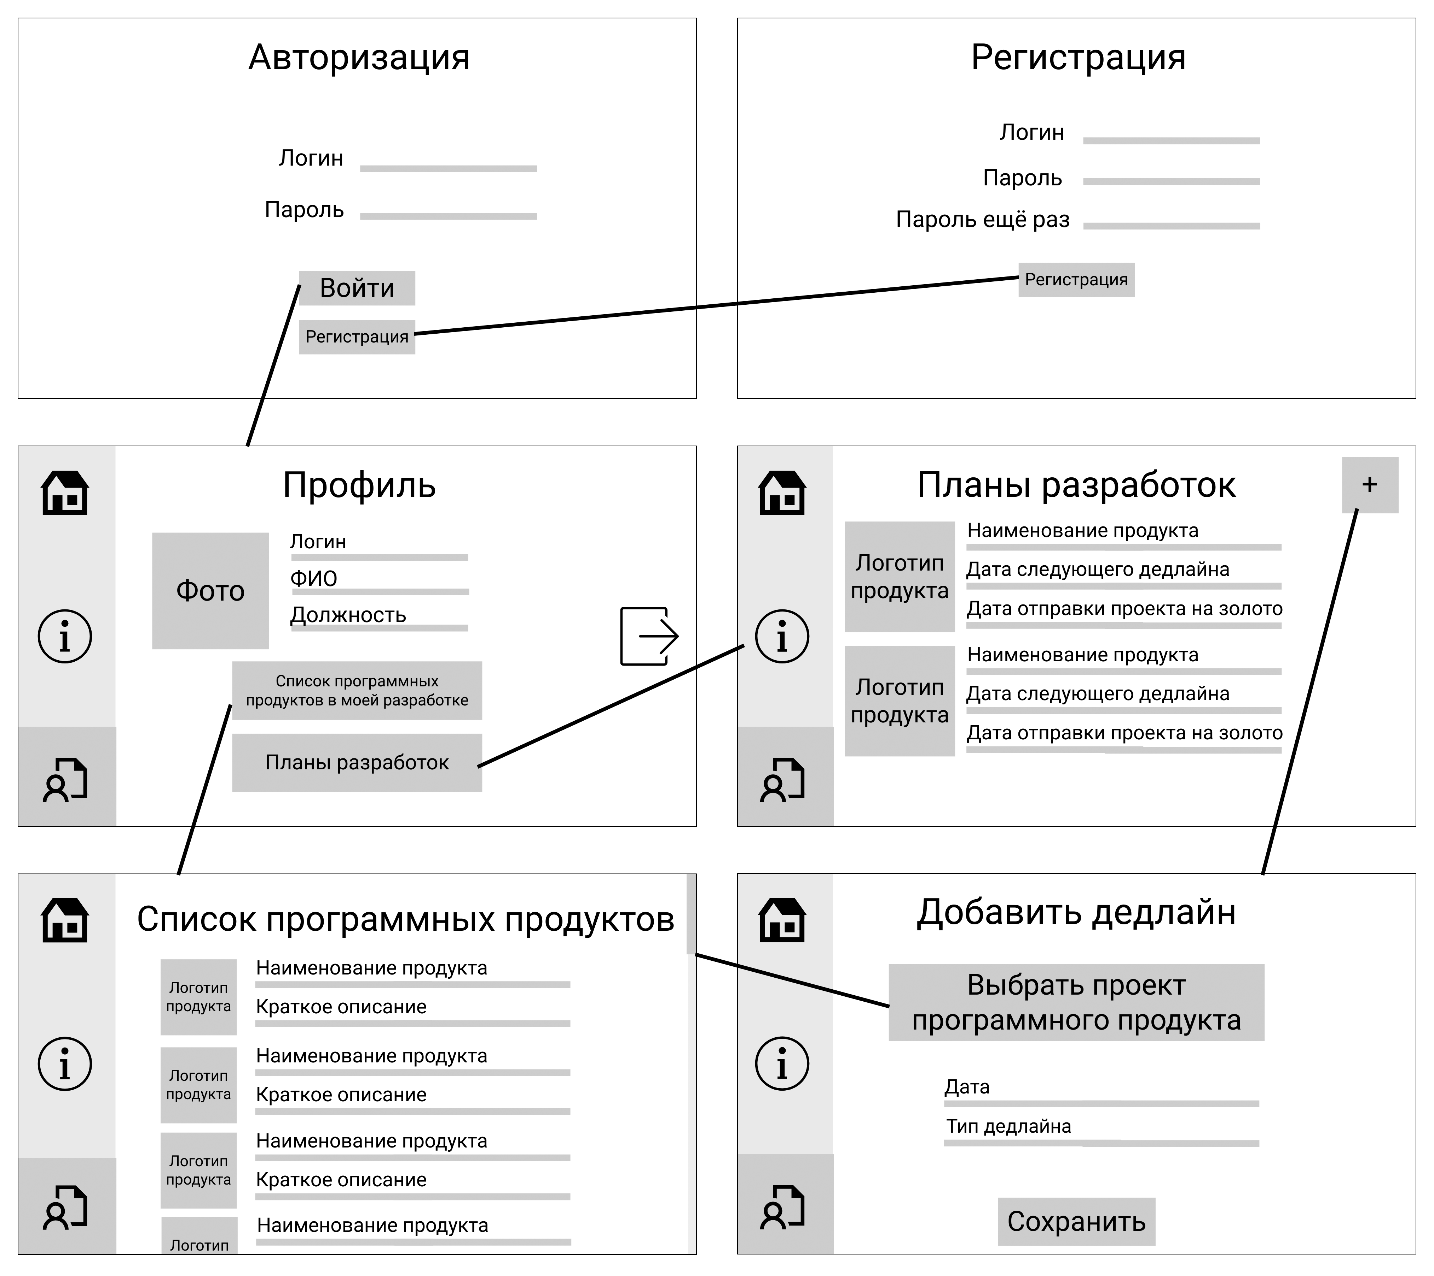 Авторизация
Логин
Пароль
Войти
Регистрация
Регистрация
Логин
Пароль
Пароль ещё раз
Регистрация
Профиль
Фото
Логин
ФИО
Должность
Список программных
продуктов в моей разработке
Планы разработок
Планы разработок
+
Логотип
продукта
Наименование продукта
Дата следующего дедлайна
Дата отправки проекта на золото
Логотип
продукта
Наименование продукта
Дата следующего дедлайна
Дата отправки проекта на золото
Список программных продуктов
Логотип
продукта
Наименование продукта
Краткое описание
Логотип
продукта
Наименование продукта
Краткое описание
Логотип
продукта
Наименование продукта
Краткое описание
Логотип
Наименование продукта
Добавить дедлайн
Выбрать проект
программного продукта
Дата
Тип дедлайна
Сохранить